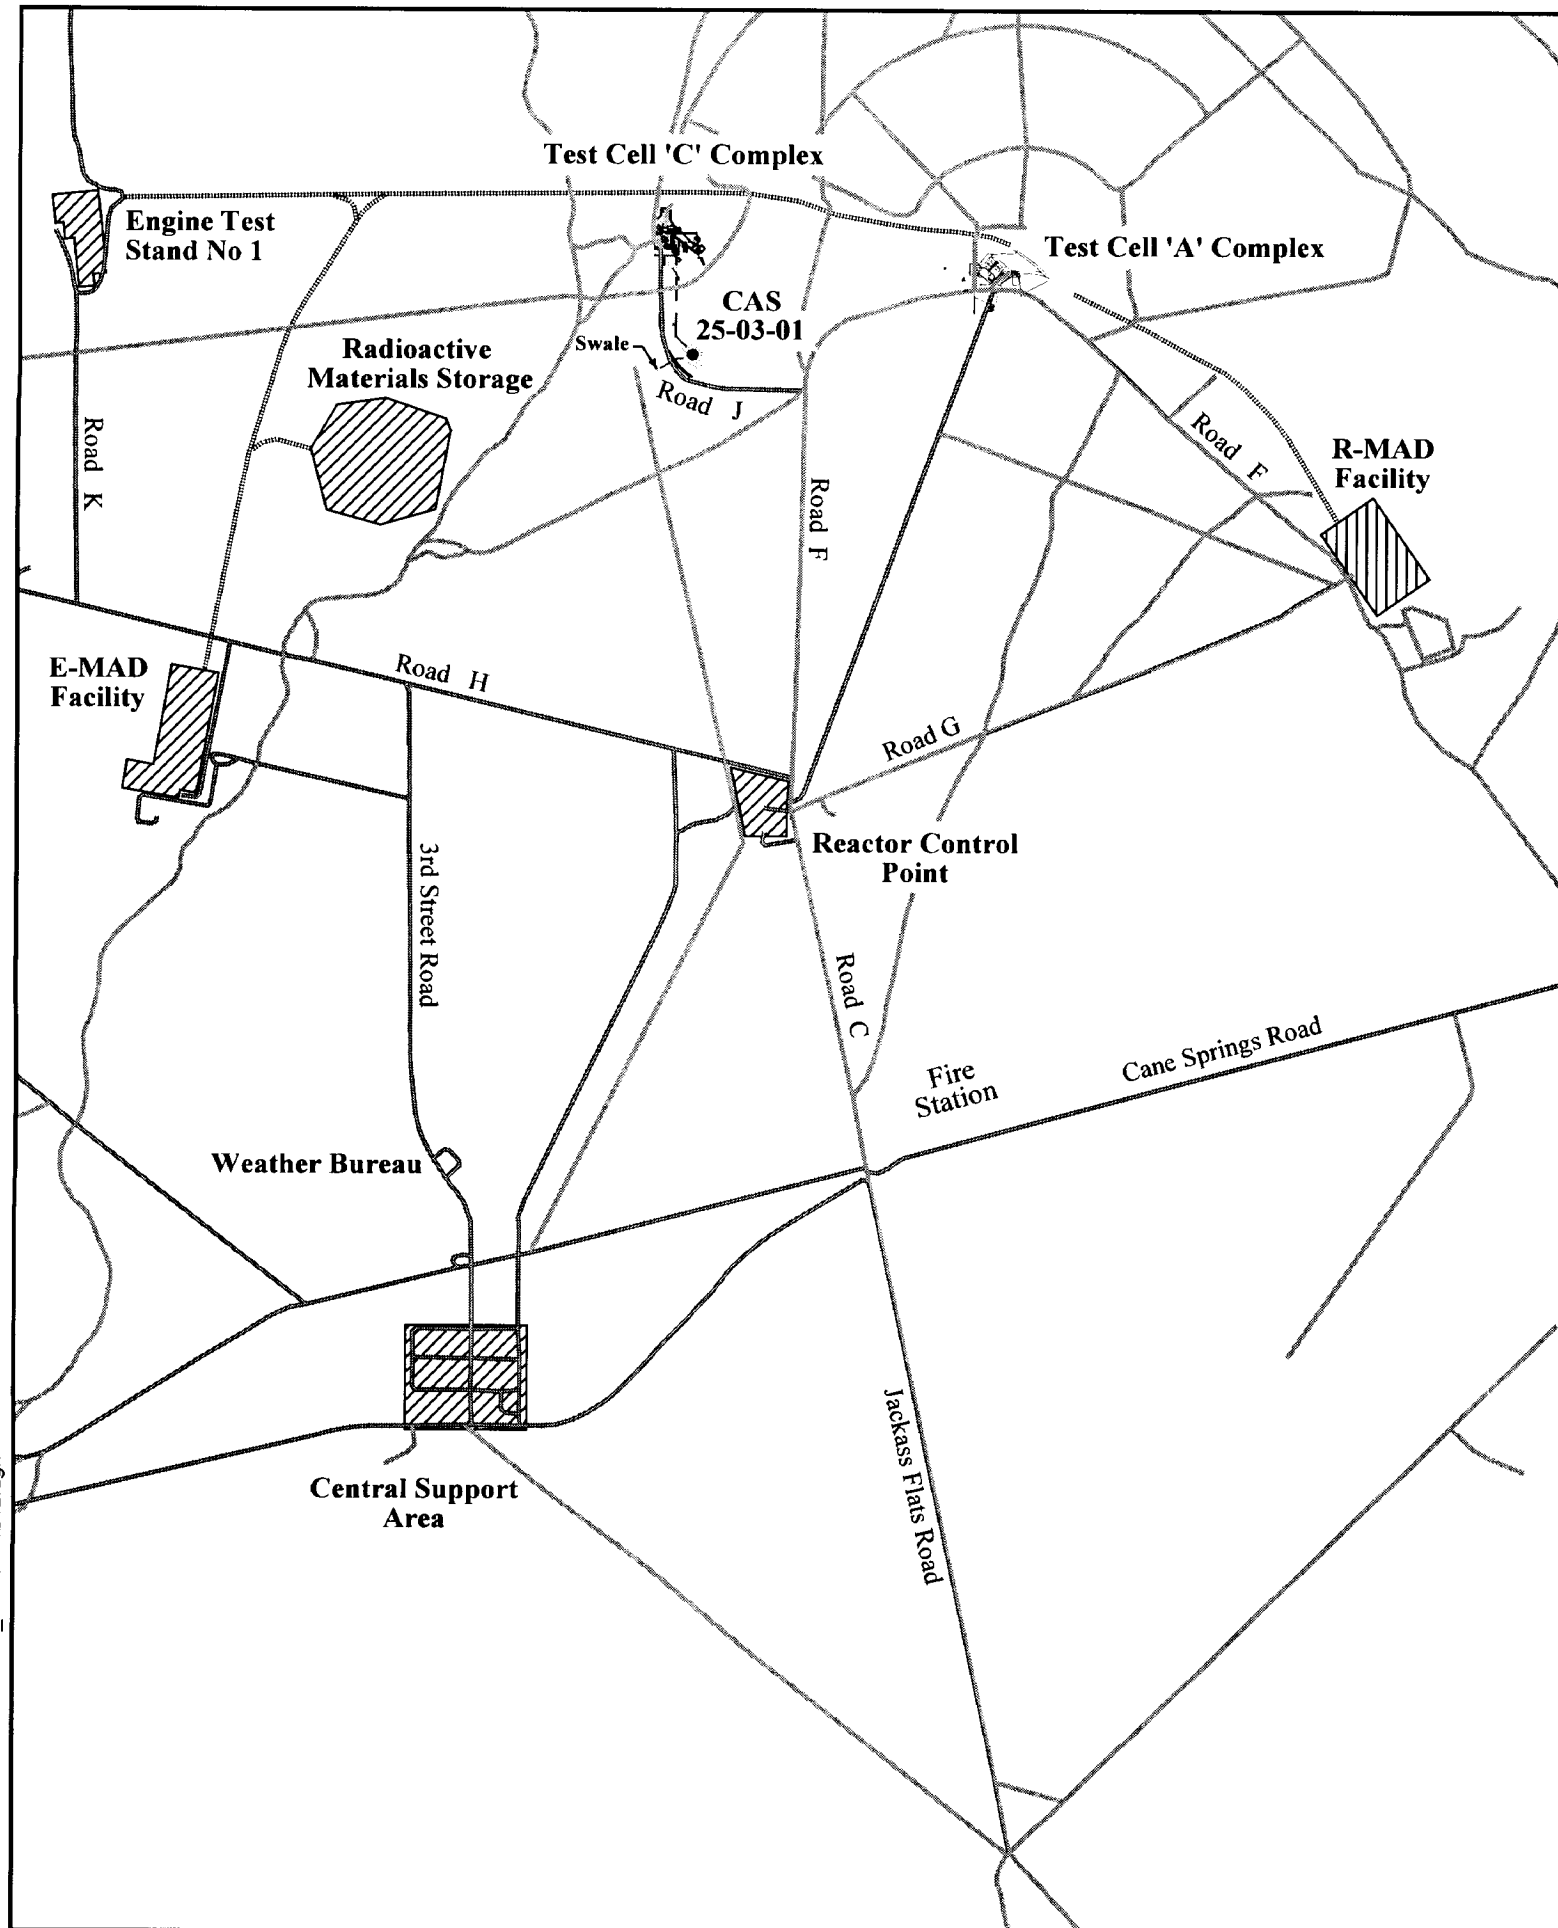 Test Cell 'C' Complex
Engine Test
Stand No 1
Test Cell 'A' Complex
CAS
25-03-01
Swale
Radioactive
Materials Storage
Road J
Road K
Road F
Road F
R-MAD
Facility
E-MAD
Facility
Road H
Road G
Reactor Control
Point
3rd Street Road
Road C
Fire
Station
Cane Springs Road
Weather Bureau
Jackass Flats Road
Central Support
Area